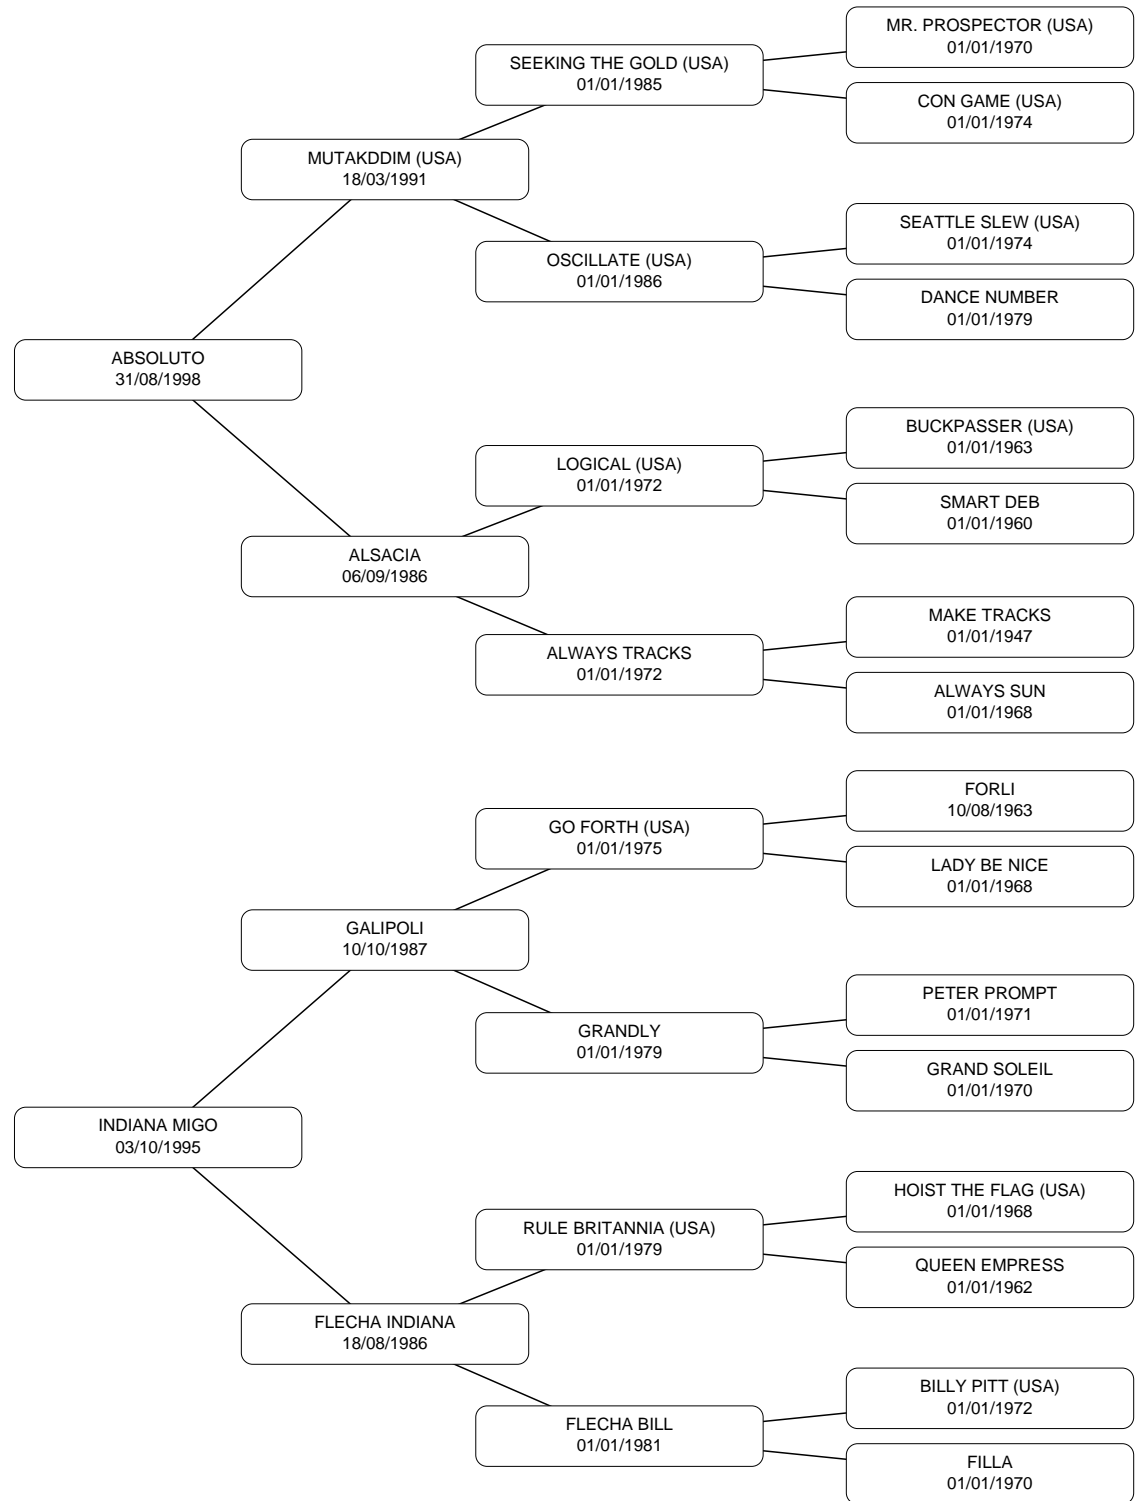 MR. PROSPECTOR (USA)
01/01/1970
SEEKING THE GOLD (USA)
01/01/1985
CON GAME (USA)
01/01/1974
MUTAKDDIM (USA)
18/03/1991
SEATTLE SLEW (USA)
01/01/1974
OSCILLATE (USA)
01/01/1986
DANCE NUMBER
01/01/1979
ABSOLUTO
31/08/1998
BUCKPASSER (USA)
01/01/1963
LOGICAL (USA)
01/01/1972
SMART DEB
01/01/1960
ALSACIA
06/09/1986
MAKE TRACKS
01/01/1947
ALWAYS TRACKS
01/01/1972
ALWAYS SUN
01/01/1968
FORLI
10/08/1963
GO FORTH (USA)
01/01/1975
LADY BE NICE
01/01/1968
GALIPOLI
10/10/1987
PETER PROMPT
01/01/1971
GRANDLY
01/01/1979
GRAND SOLEIL
01/01/1970
INDIANA MIGO
03/10/1995
HOIST THE FLAG (USA)
01/01/1968
RULE BRITANNIA (USA)
01/01/1979
QUEEN EMPRESS
01/01/1962
FLECHA INDIANA
18/08/1986
BILLY PITT (USA)
01/01/1972
FLECHA BILL
01/01/1981
FILLA
01/01/1970